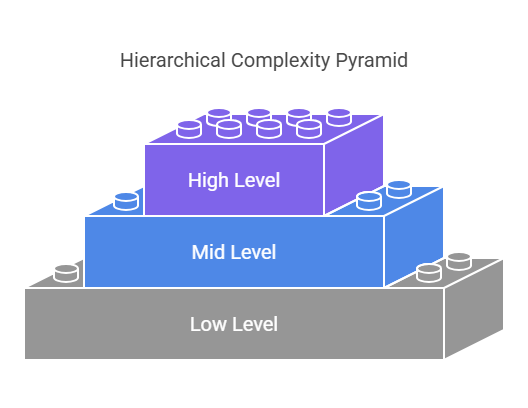 Hierarchical Complexity Pyramid
High Level
Mid Level
Low Level